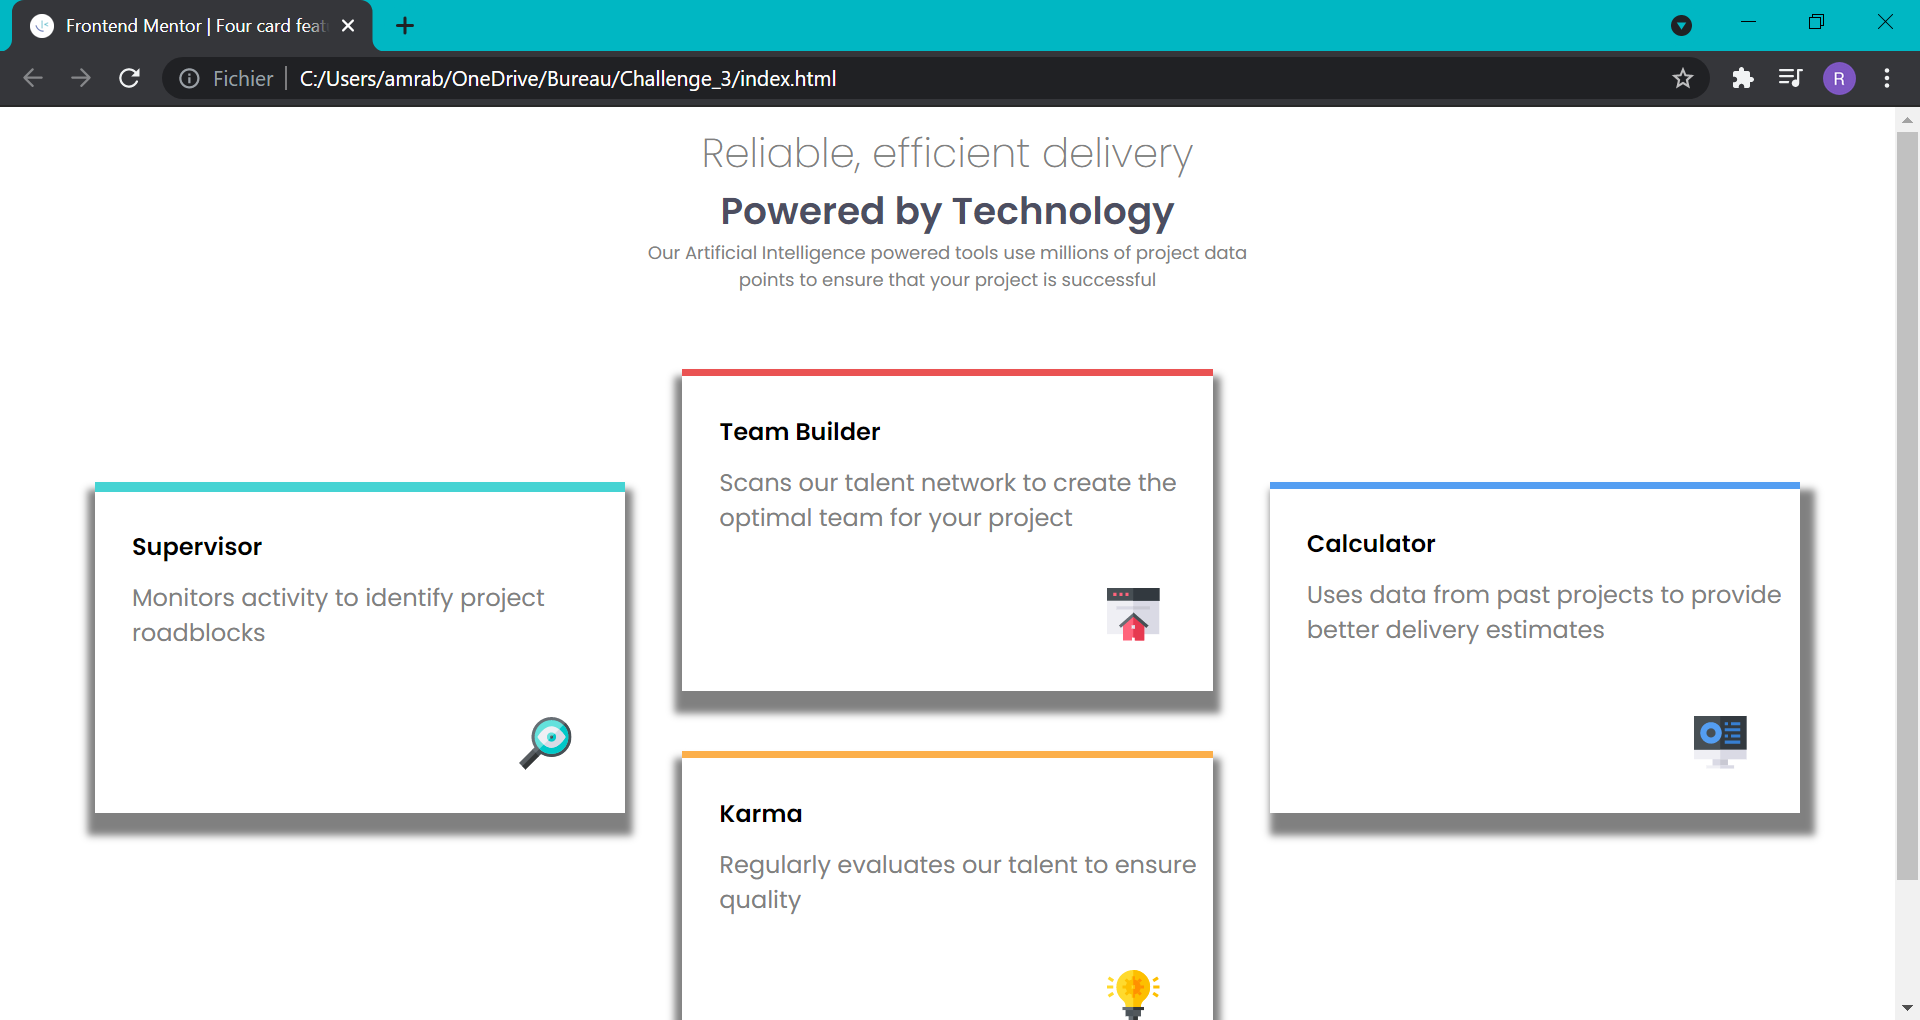 Frontend Mentor | Four card feat
Fichier
C:/Users/amrab/OneDrive/Bureau/Challenge_3/index.html
R
Reliable, efficient delivery
Powered by Technology
Our Artificial Intelligence powered tools use millions of project data
points to ensure that your project is successful
Supervisor
Monitors activity to identify project
roadblocks
Team Builder
Scans our talent network to create the
optimal team for your project
Karma
Regularly evaluates our talent to ensure
quality
Calculator
Uses data from past projects to provide
better delivery estimates